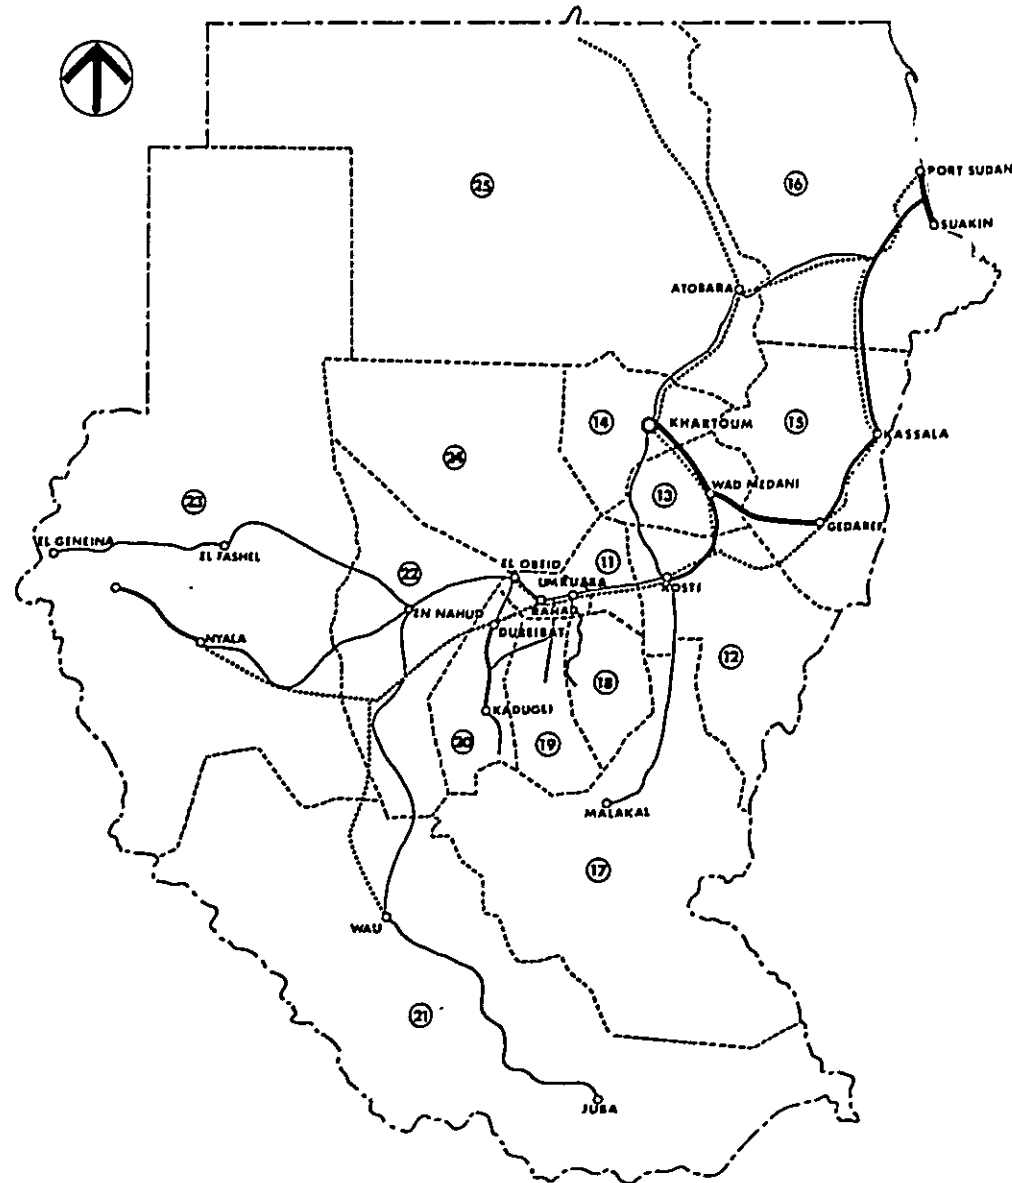 25
16
PORT SUDAN
SUAKIN
ATOBARA
14
KHARTOUM
15
KASSALA
24
13
WAD MEDANI
23
GEDAREF
EL GENEINA
EL FASHEL
EL OBEID
11
22
UMRUABA
KOSTI
EN NAHUD
RAHAD
NYALA
DUBEIBAT
12
18
KADUGLI
20
19
MALAKAL
17
WAU
21
JUBA